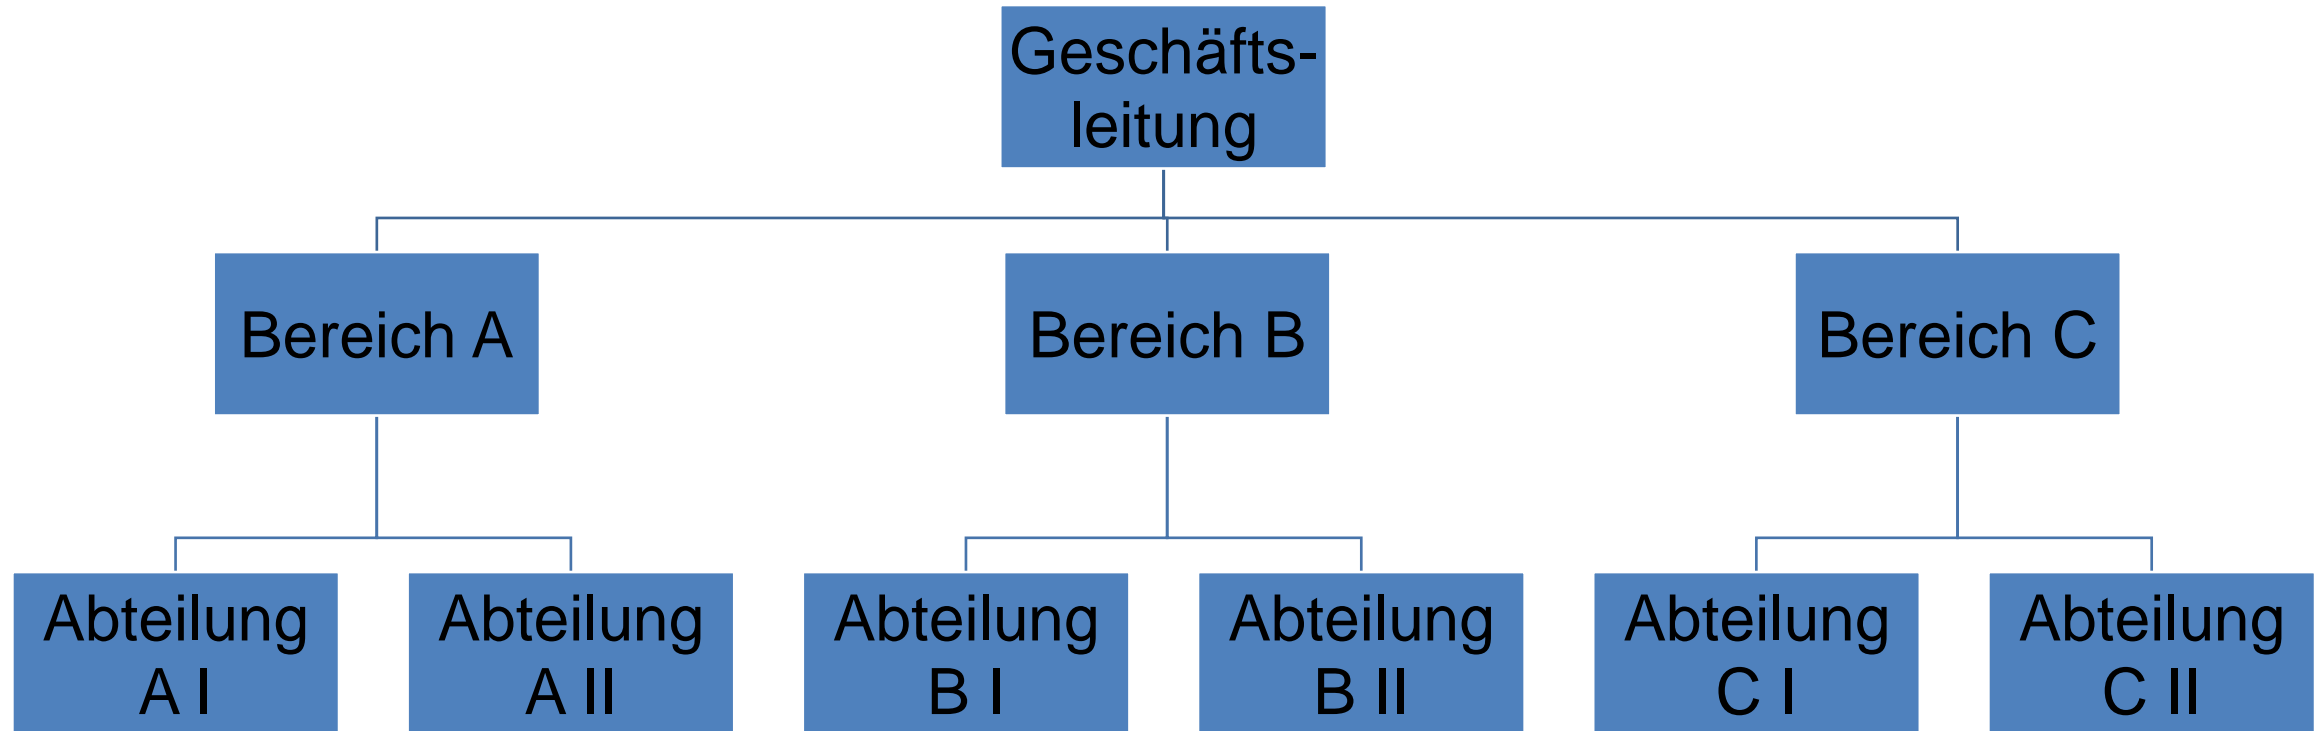 Geschäfts-
leitung
Bereich A
Bereich B
Bereich C
Abteilung
A I
Abteilung
A II
Abteilung
B I
Abteilung
B II
Abteilung
C I
Abteilung
C II